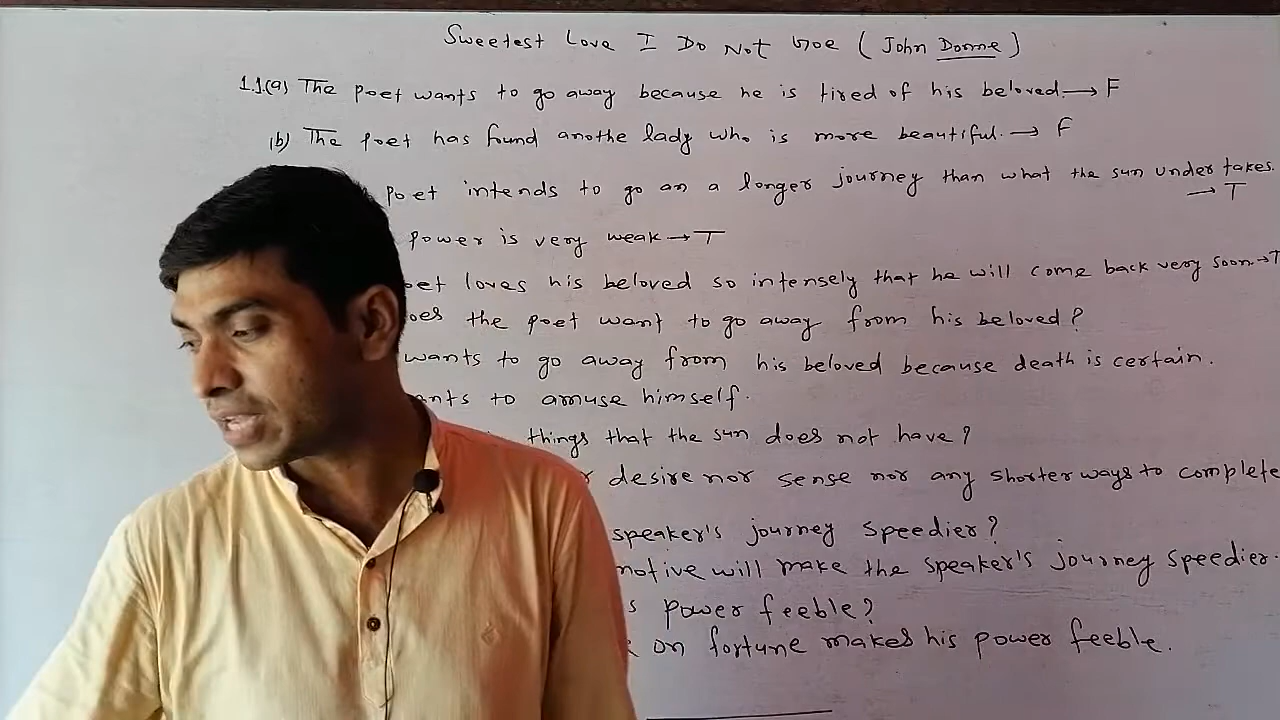 Sweetest Love I Do Not Goe ( John Donne )
1.1.(a) The poet wants to go away because he is tired of his beloved. → F
(b) The poet has found anothe lady who is more beautiful. → F
poet intends to go on a longer journey than what the sun under takes.
→ T
power is very weak → T
oet loves his beloved so intensely that he will come back very soon. → T
oes the poet want to go away from his beloved?
wants to go away from his beloved because death is certain.
ants to amuse himself.
things that the sun does not have?
r desire nor sense nor any shorter ways to complete
speaker's journey speedier?
motive will make the speaker's journey speedier.
s power feeble?
on fortune makes his power feeble.